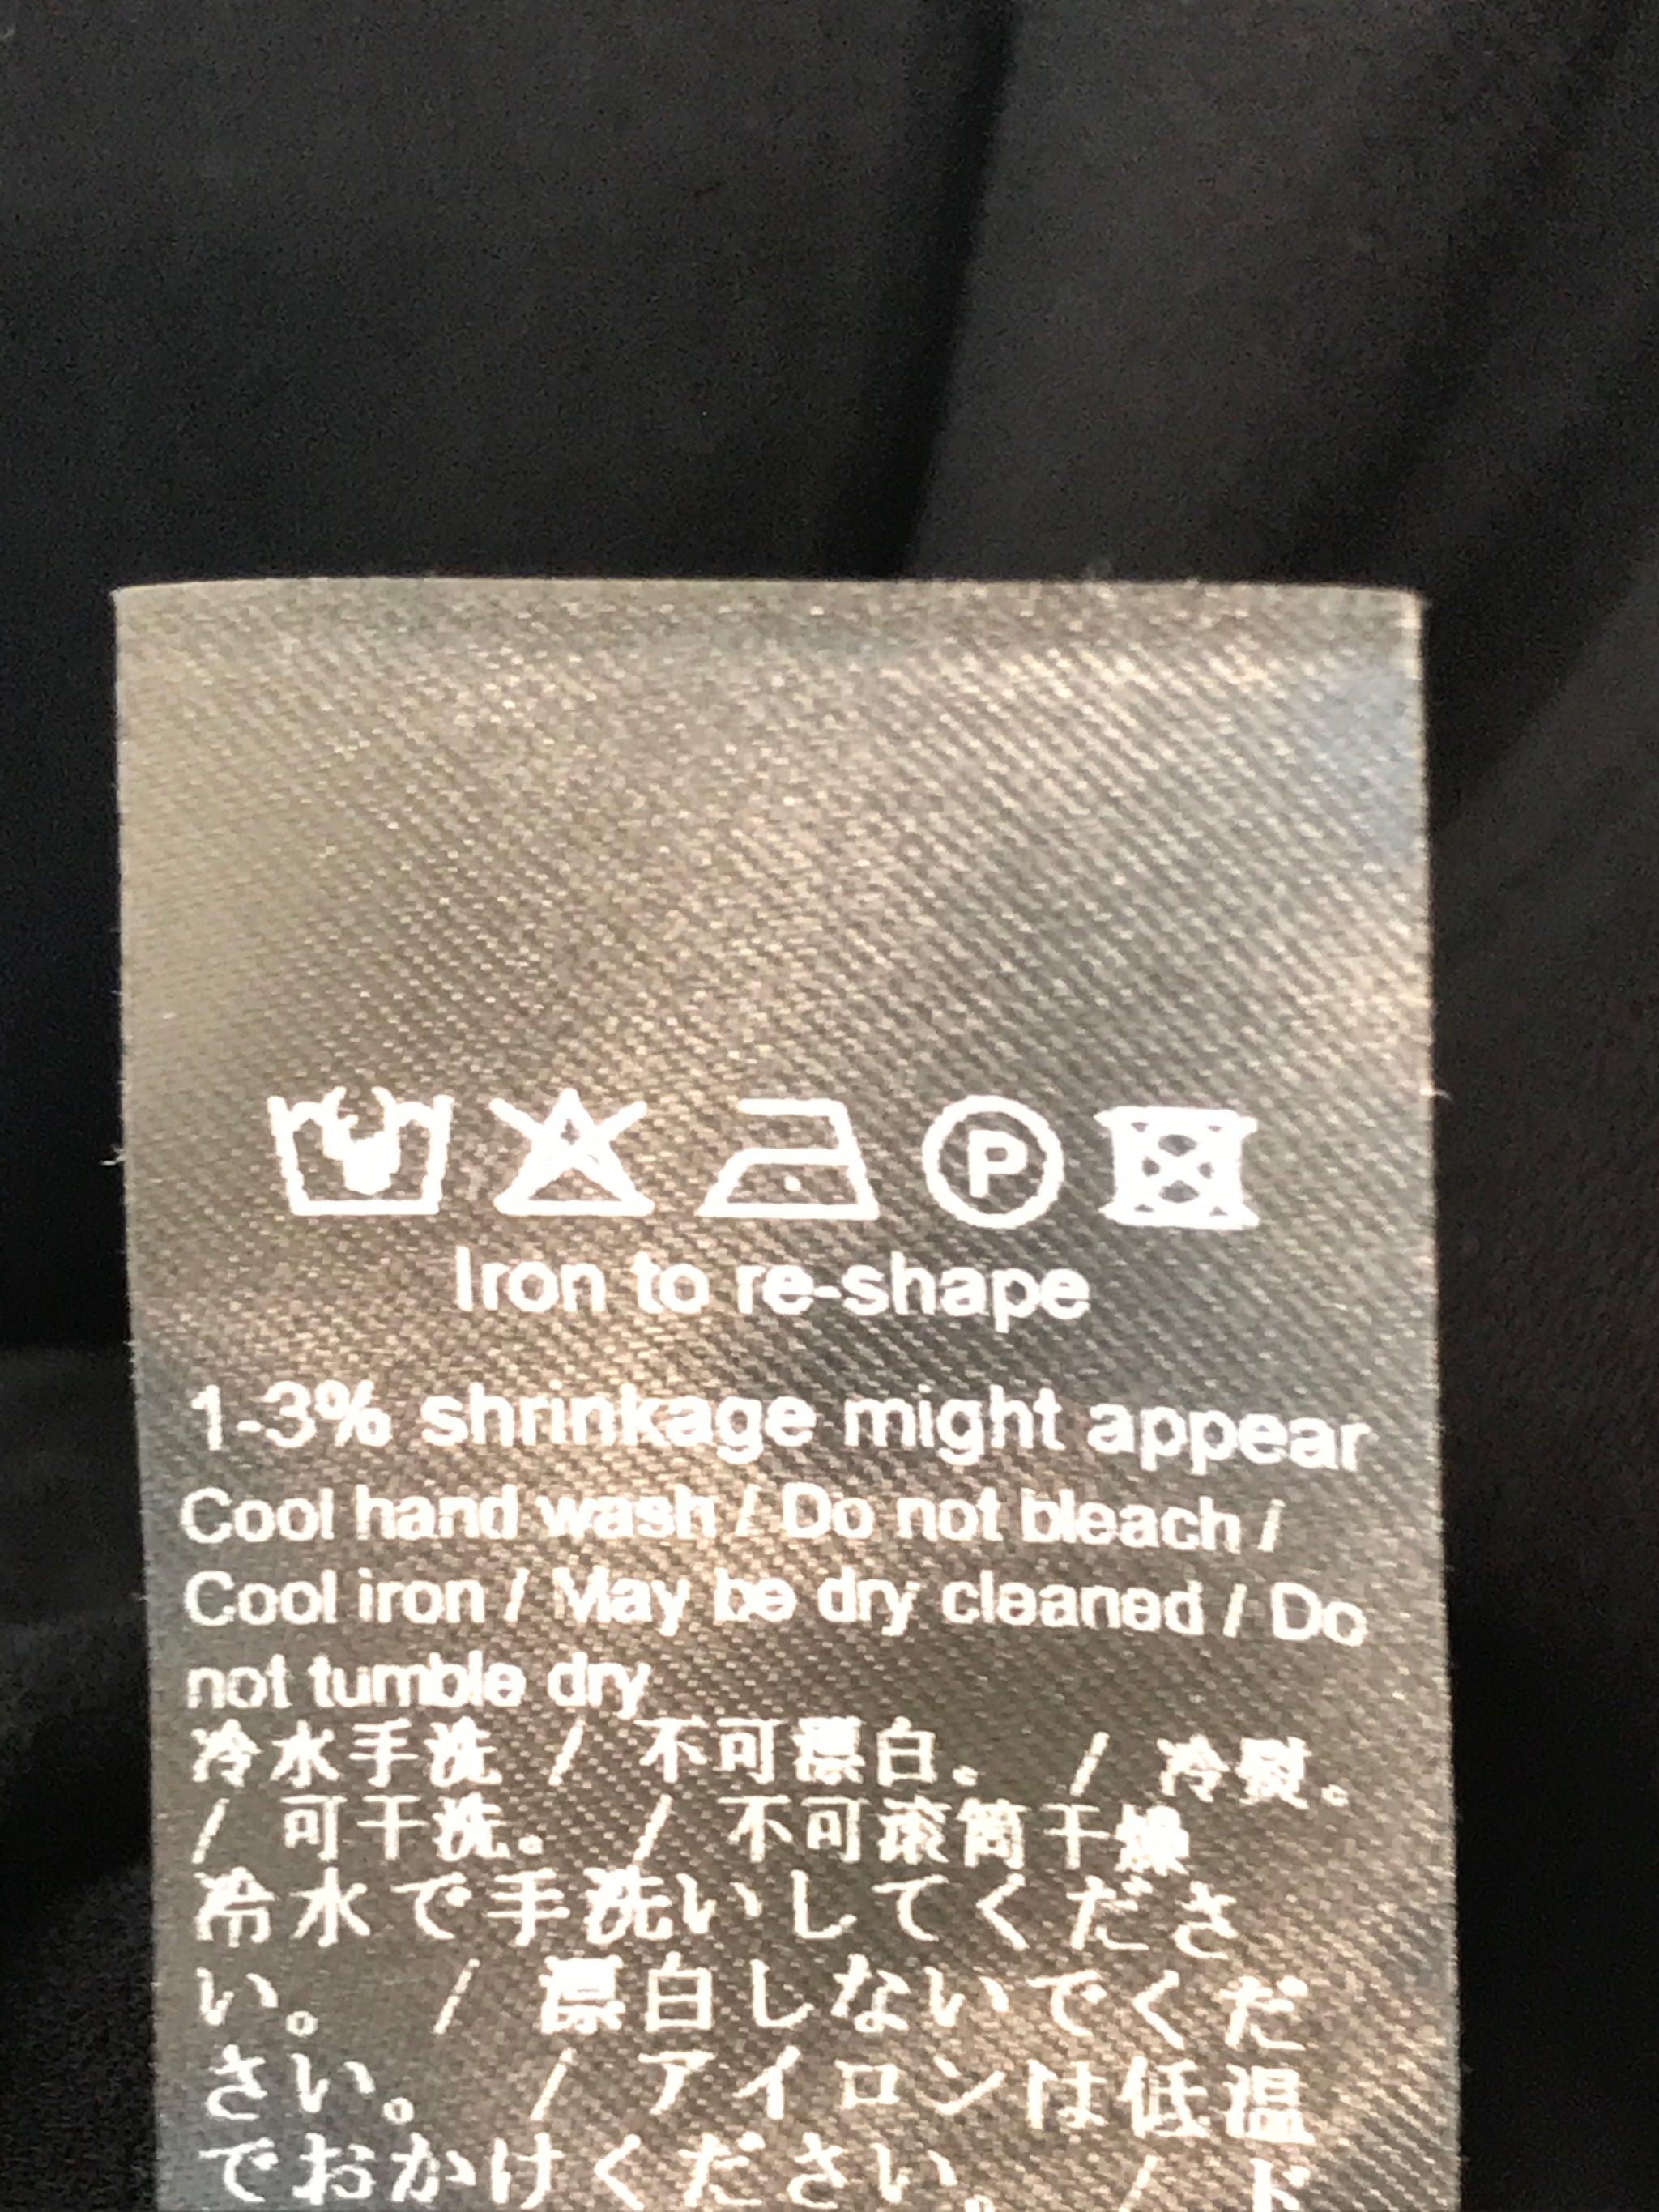 P
Iron to re-shape
1-3% shrinkage might appear
Cool hand wash / Do not bleach /
Cool iron / May be dry cleaned / Do
not tumble dry
冷水手洗 / 不可漂白。 / 冷熨。
/ 可干洗。 / 不可滚筒干燥
冷水で手洗いしてくださ
い。 / 漂白しないでくだ
さい。 / アイロンは低温
でおかけください。 / ド